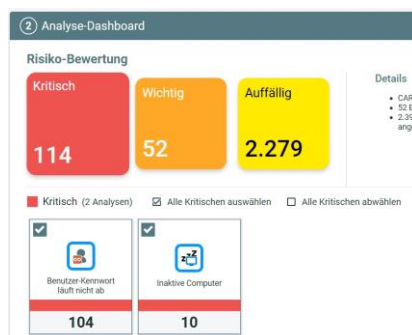 2 Analyse-Dashboard
Risiko-Bewertung
Kritisch
114
Wichtig
52
Auffällig
2.279
Details
Kritisch (2 Analysen) Alle Kritischen auswählen Alle Kritischen abwählen
Benutzer-Kennwort
läuft nicht ab
104
Inaktive Computer
10